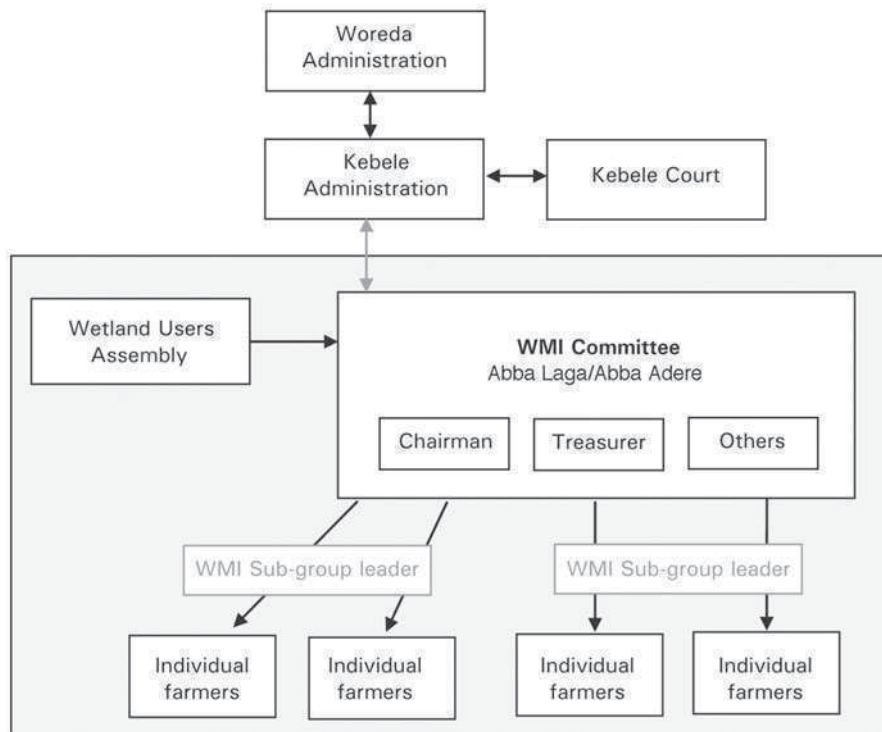 Woreda
Administration
Kebele
Administration
Kebele Court
Wetland Users
Assembly
WMI Committee
Abba Laga/Abba Adere
Chairman
Treasurer
Others
WMI Sub-group leader
WMI Sub-group leader
Individual
farmers
Individual
farmers
Individual
farmers
Individual
farmers